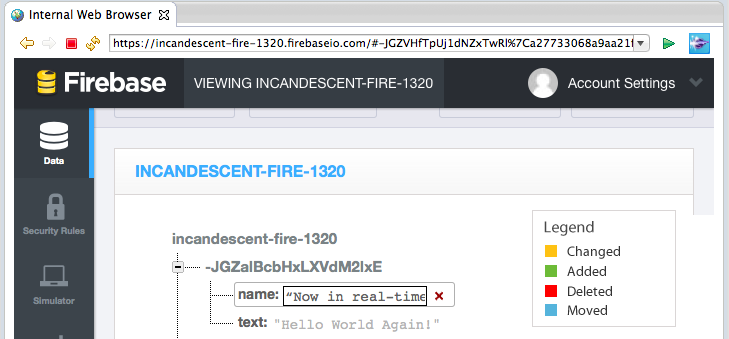 Internal Web Browser
https://incandescent-fire-1320.firebaseio.com/#-JGZVHfTpUj1dNZxTwRl%7Ca27733068a9aa21f
Firebase
VIEWING INCANDESCENT-FIRE-1320
Account Settings
Data
Security Rules
Simulator
INCANDESCENT-FIRE-1320
incandescent-fire-1320
-JGZalBcbHxLXVdM2lxE
name: “Now in real-time
text: "Hello World Again!"
Legend
Changed
Added
Deleted
Moved